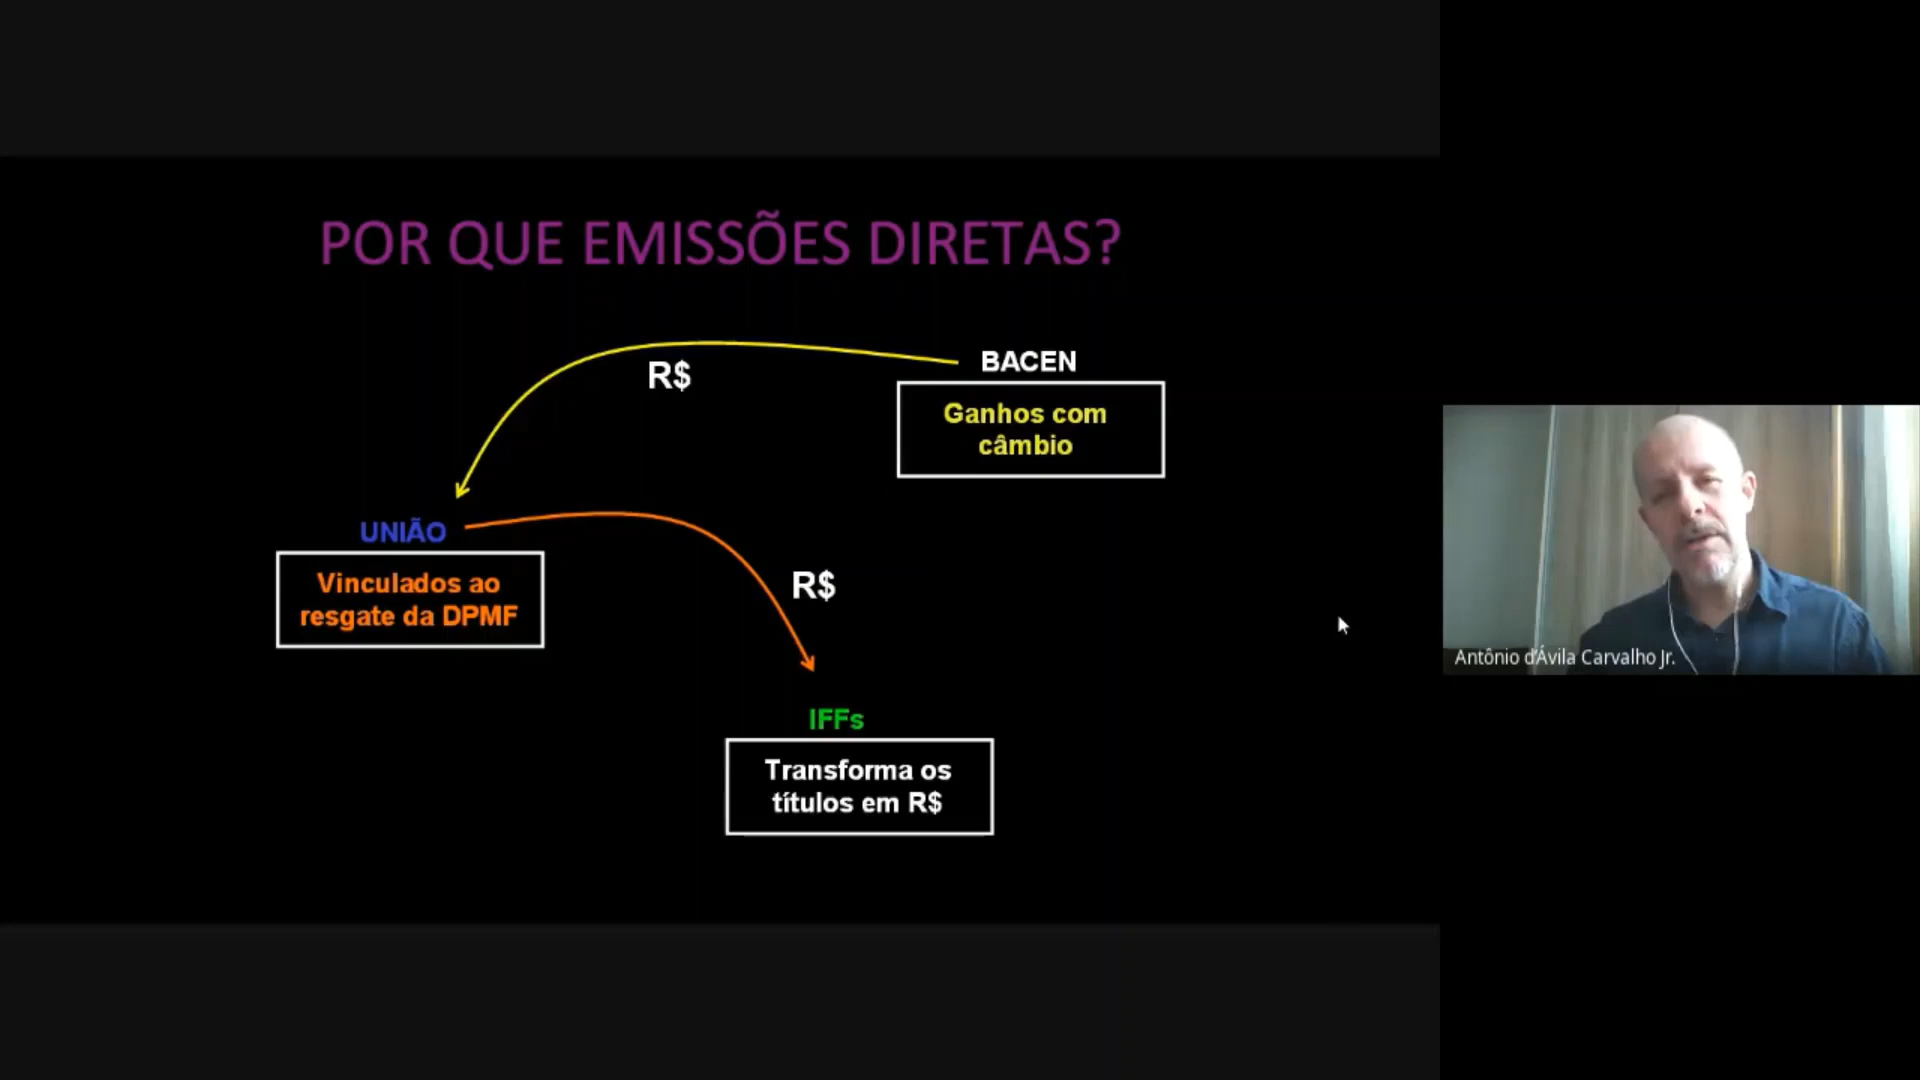 POR QUE EMISSÕES DIRETAS?
R$
BACEN
Ganhos com
câmbio
UNIÃO
Vinculados ao
resgate da DPMF
R$
IFFs
Transforma os
títulos em R$
Antônio d'Ávila Carvalho Jr.